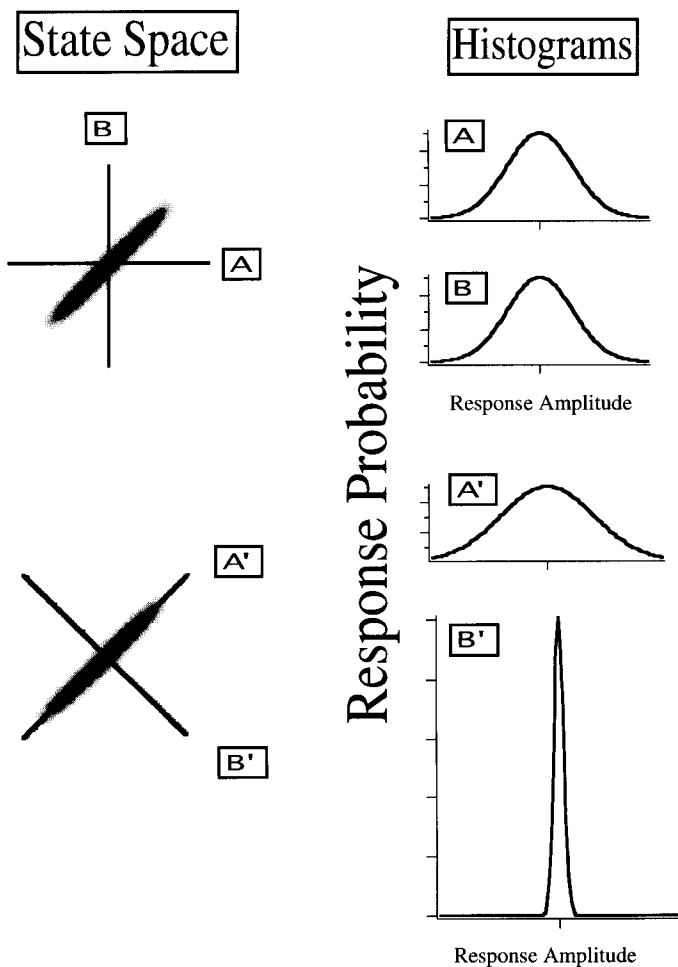 State Space
B
A
A'
B'
Histograms
Response Probability
A
B
Response Amplitude
A'
B'
Response Amplitude